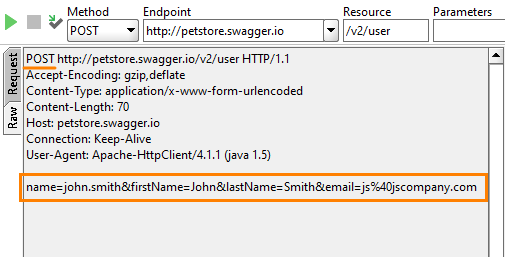 Method Endpoint Resource Parameters
POST http://petstore.swagger.io /v2/user
Request
Raw
POST http://petstore.swagger.io/v2/user HTTP/1.1
Accept-Encoding: gzip,deflate
Content-Type: application/x-www-form-urlencoded
Content-Length: 70
Host: petstore.swagger.io
Connection: Keep-Alive
User-Agent: Apache-HttpClient/4.1.1 (java 1.5)
name=john.smith&firstName=John&lastName=Smith&email=js%40jscompany.com